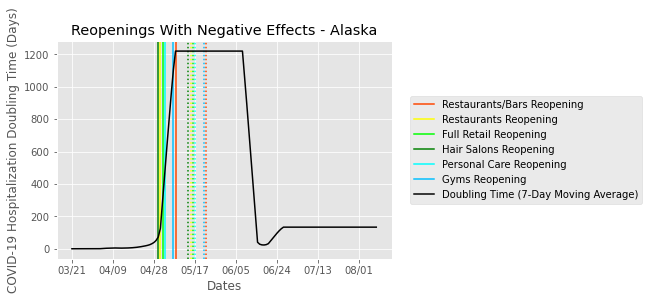 Reopenings With Negative Effects - Alaska
COVID-19 Hospitalization Doubling Time (Days)
1200
1000
800
600
400
200
0
03/21 04/09 04/28 05/17 06/05 06/24 07/13 08/01
Dates
Restaurants/Bars Reopening
Restaurants Reopening
Full Retail Reopening
Hair Salons Reopening
Personal Care Reopening
Gyms Reopening
Doubling Time (7-Day Moving Average)